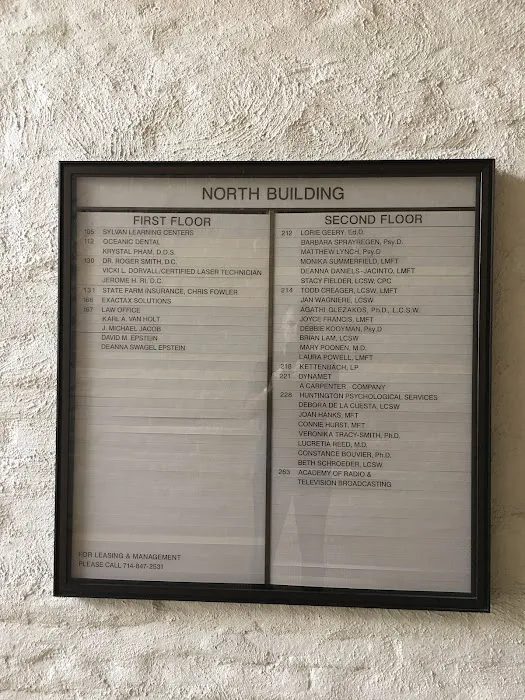 NORTH BUILDING
FIRST FLOOR
105 SYLVAN LEARNING CENTERS
112 OCEANIC DENTAL
KRYSTAL PHAM, D.D.S.
130 DR. ROGER SMITH, D.C.
VICKI L. DORVALL/CERTIFIED LASER TECHNICIAN
JEROME H. RI, O.C.
131 STATE FARM INSURANCE, CHRIS FOWLER
166 EXACTAX SOLUTIONS
197 LAW OFFICE
KARL A. VAN HOLT
J. MICHAEL JACOB
DAVID M. EPSTEIN
DEANNA SWAGEL EPSTEIN
FOR LEASING & MANAGEMENT
PLEASE CALL 714-847-2531
SECOND FLOOR
212 LORIE GEERY, Ed.D.
BARBARA SPRAYREGEN, Psy.D.
MATTHEW LYNCH, Psy.D
MONIKA SUMMERFIELD, LMFT
DEANNA DANIELS-JACINTO, LMFT
STACY FIELDER, LCSW, CPC
214 TODD CREAGER, LCSW, LMFT
JAN WAGNIERE, LCSW
AGATHI GLEZAKOS, Ph.D., L.C.S.W.
JOYCE FRANCIS, LMFT
DEBBIE KOOYMAN, Psy.D
BRIAN LAM, LCSW
MARY POONEN, M.D.
LAURA POWELL, LMFT
218 KETTENBACH, LP
221 DYNAMET
A CARPENTER COMPANY
228 HUNTINGTON PSYCHOLOGICAL SERVICES
DEBORA DE LA CUESTA, LCSW
JOAN HANKS, MFT
CONNIE HURST, MFT
VERONIKA TRACY-SMITH, Ph.D.
LUCRETIA REED, M.D.
CONSTANCE BOUVIER, Ph.D.
BETH SCHROEDER, LCSW
263 ACADEMY OF RADIO &
TELEVISION BROADCASTING